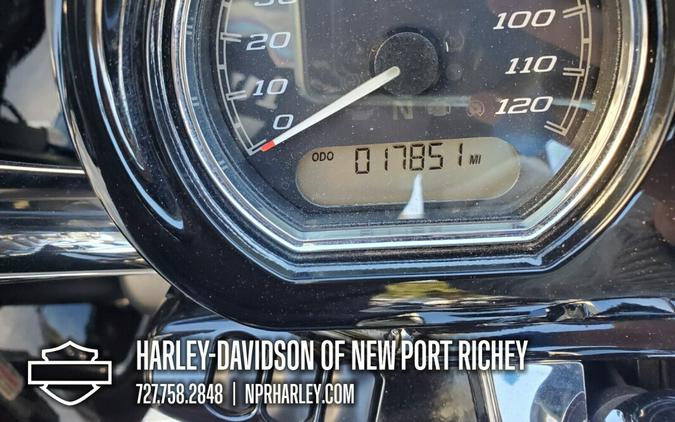 30
20
10
0
100
110
120
N
ODO 017851 MI
HARLEY-DAVIDSON OF NEW PORT RICHEY
727.758.2848 | NPRHARLEY.COM